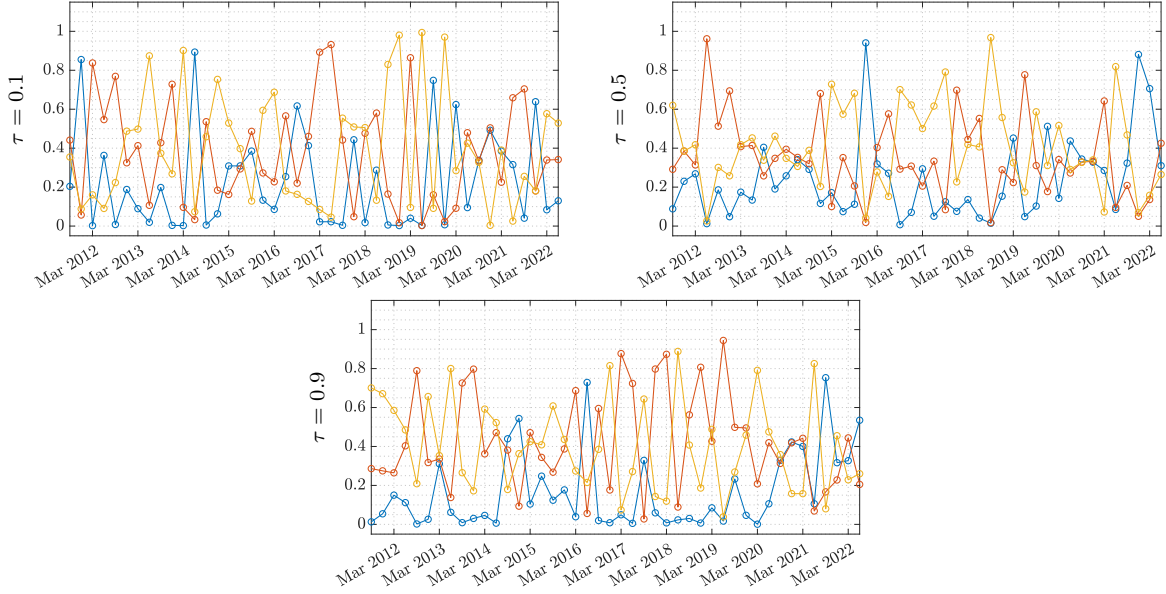 τ = 0.1
1
0.8
0.6
0.4
0.2
0
Mar 2012
Mar 2013
Mar 2014
Mar 2015
Mar 2016
Mar 2017
Mar 2018
Mar 2019
Mar 2020
Mar 2021
Mar 2022
τ = 0.5
1
0.8
0.6
0.4
0.2
0
Mar 2012
Mar 2013
Mar 2014
Mar 2015
Mar 2016
Mar 2017
Mar 2018
Mar 2019
Mar 2020
Mar 2021
Mar 2022
τ = 0.9
1
0.8
0.6
0.4
0.2
0
Mar 2012
Mar 2013
Mar 2014
Mar 2015
Mar 2016
Mar 2017
Mar 2018
Mar 2019
Mar 2020
Mar 2021
Mar 2022